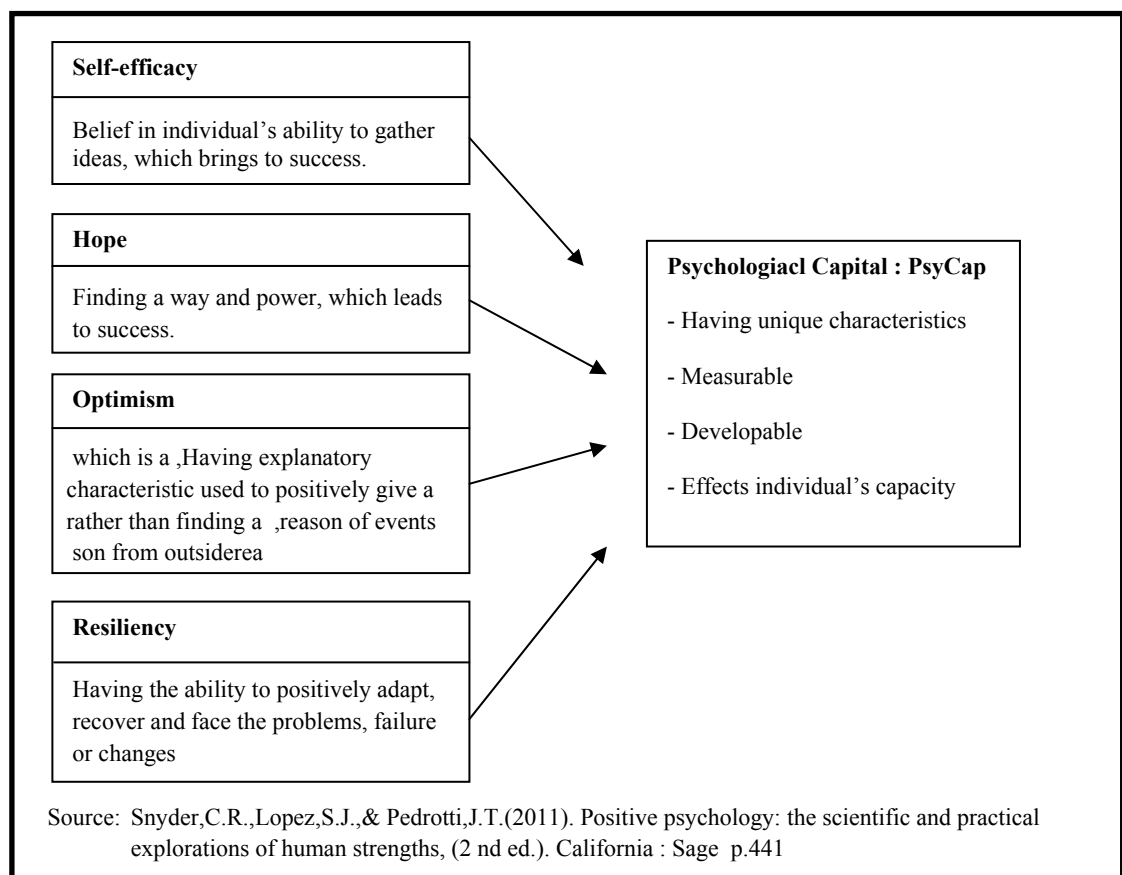 Self-efficacy
Belief in individual’s ability to gather
ideas, which brings to success.
Hope
Finding a way and power, which leads
to success.
Optimism
which is a ,Having explanatory
characteristic used to positively give a
rather than finding a ,reason of events
son from outsiderea
Resiliency
Having the ability to positively adapt,
recover and face the problems, failure
or changes
Psychologiacl Capital : PsyCap
- Having unique characteristics
- Measurable
- Developable
- Effects individual’s capacity
Source: Snyder,C.R.,Lopez,S.J.,& Pedrotti,J.T.(2011). Positive psychology: the scientific and practical
explorations of human strengths, (2 nd ed.). California : Sage p.441